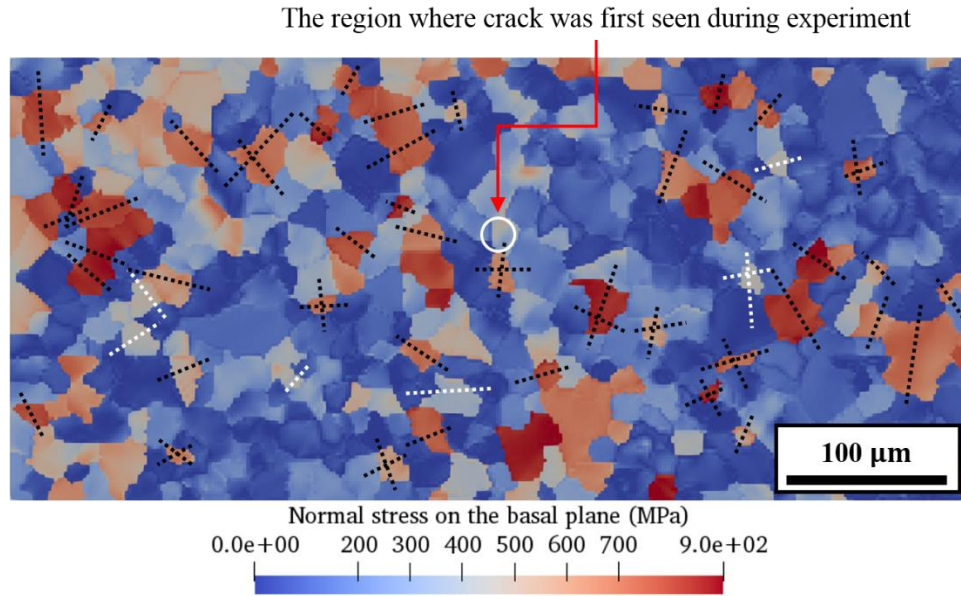 The region where crack was first seen during experiment
100 µm
Normal stress on the basal plane (MPa)
0.0e+00 200 300 400 500 600 700 9.0e+02